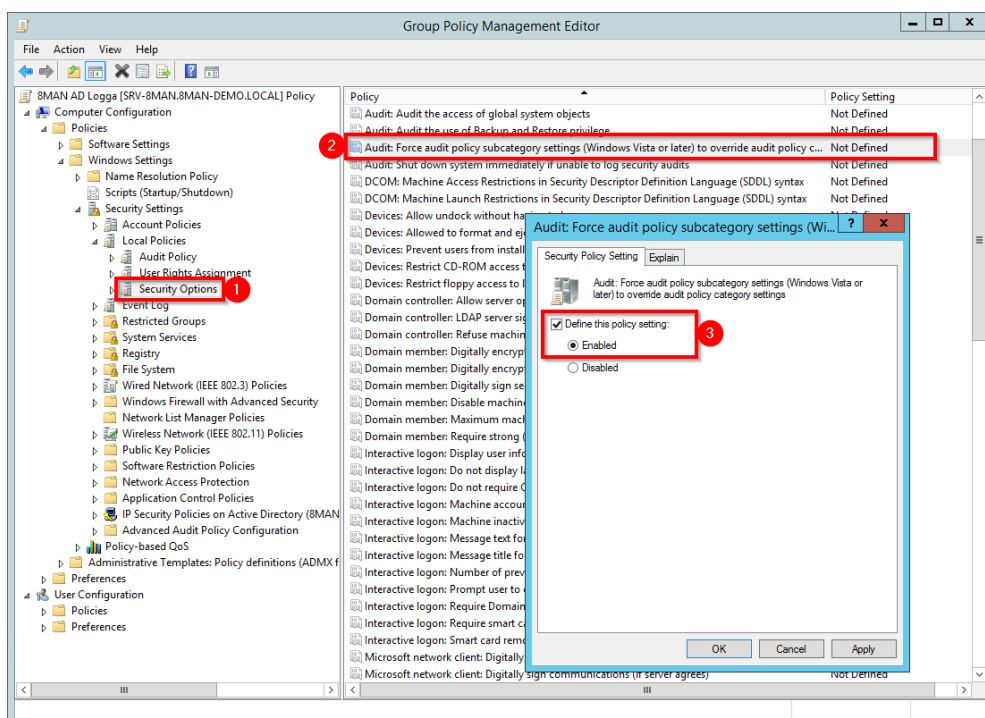 Group Policy Management Editor
File Action View Help
8MAN AD Logga [SRV-8MAN.8MAN-DEMO.LOCAL] Policy
Computer Configuration
Policies
Software Settings
Windows Settings
Name Resolution Policy
Scripts (Startup/Shutdown)
Security Settings
Account Policies
Local Policies
Audit Policy
User Rights Assignment
Security Options
1
Event Log
Restricted Groups
System Services
Registry
File System
Wired Network (IEEE 802.3) Policies
Windows Firewall with Advanced Security
Network List Manager Policies
Wireless Network (IEEE 802.11) Policies
Public Key Policies
Software Restriction Policies
Network Access Protection
Application Control Policies
IP Security Policies on Active Directory (8MAN
Advanced Audit Policy Configuration
Policy-based QoS
Administrative Templates: Policy definitions (ADMX f
Preferences
User Configuration
Policies
Preferences
Policy Policy Setting
Audit: Audit the access of global system objects Not Defined
Audit: Audit the use of Backup and Restore privilege Not Defined
2
Audit: Force audit policy subcategory settings (Windows Vista or later) to override audit policy c... Not Defined
Audit: Shut down system immediately if unable to log security audits Not Defined
DCOM: Machine Access Restrictions in Security Descriptor Definition Language (SDDL) syntax Not Defined
DCOM: Machine Launch Restrictions in Security Descriptor Definition Language (SDDL) syntax Not Defined
Devices: Allow undock without
Devices: Allowed to format and
Devices: Prevent users from install
Devices: Restrict CD-ROM access
Devices: Restrict floppy access to
Domain controller: Allow server
Domain controller: LDAP server
Domain controller: Refuse machin
Domain member: Digitally encryp
Domain member: Digitally encryp
Domain member: Digitally sign se
Domain member: Disable machine
Domain member: Maximum mac
Domain member: Require strong (
Interactive logon: Display user info
Interactive logon: Do not display
Interactive logon: Do not require
Interactive logon: Machine accou
Interactive logon: Machine inactiv
Interactive logon: Message text fo
Interactive logon: Message title fo
Interactive logon: Number of prev
Interactive logon: Prompt user to
Interactive logon: Require Domain
Interactive logon: Require smart
Interactive logon: Smart card rem
Microsoft network client: Digitally
Microsoft network client: Digitally sign communications (if server agrees) Not Defined
Audit: Force audit policy subcategory settings (Wi... ? x
Security Policy Setting Explain
Audit: Force audit policy subcategory settings (Windows Vista or
later) to override audit policy category settings
Define this policy setting:
3
Enabled
Disabled
OK Cancel Apply